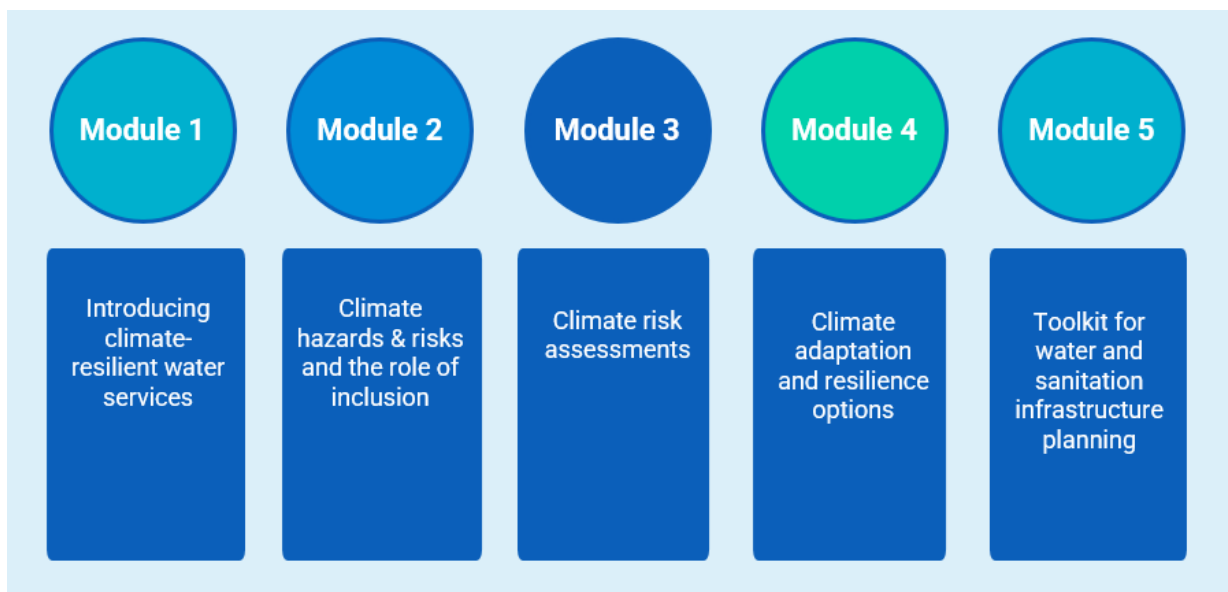 Module 1
Module 2
Module 3
Module 4
Module 5
Introducing
climate-
resilient water
services
Climate
hazards & risks
and the role of
inclusion
Climate risk
assessments
Climate
adaptation
and resilience
options
Toolkit for
water and
sanitation
infrastructure
planning